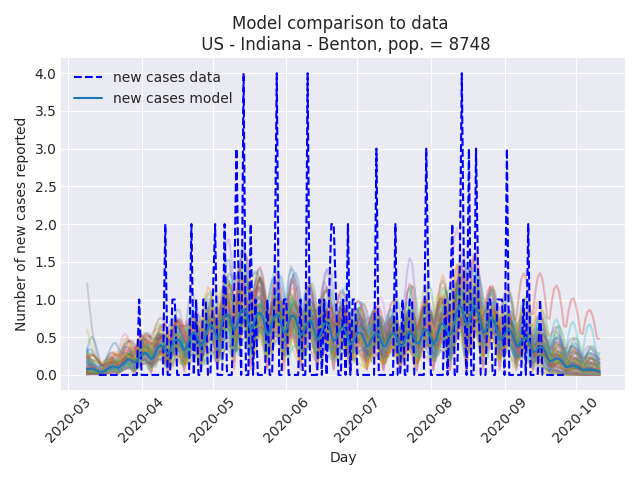 Model comparison to data
US - Indiana - Benton, pop. = 8748
new cases data
new cases model
Number of new cases reported
4.0
3.5
3.0
2.5
2.0
1.5
1.0
0.5
0.0
2020-03
2020-04
2020-05
2020-06
2020-07
2020-08
2020-09
2020-10
Day